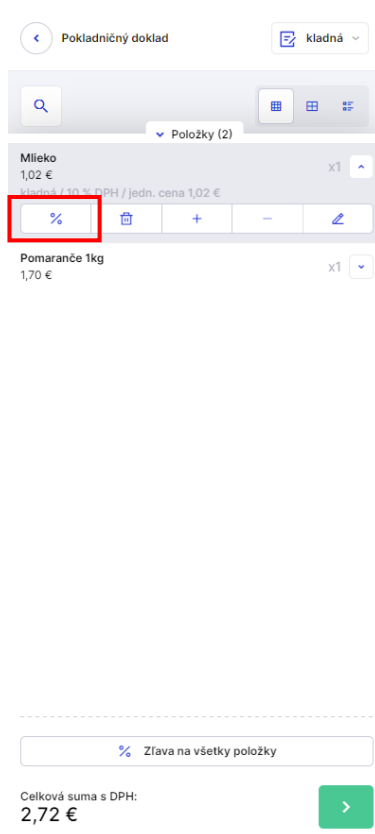 Pokladničný doklad
kladná
Položky (2)
Mlieko
x1
1,02 €
kladná / 10 % DPH / jedn. cena 1,02 €
%
+
−
Pomaranče 1kg
x1
1,70 €
% Zľava na všetky položky
Celková suma s DPH:
2,72 €